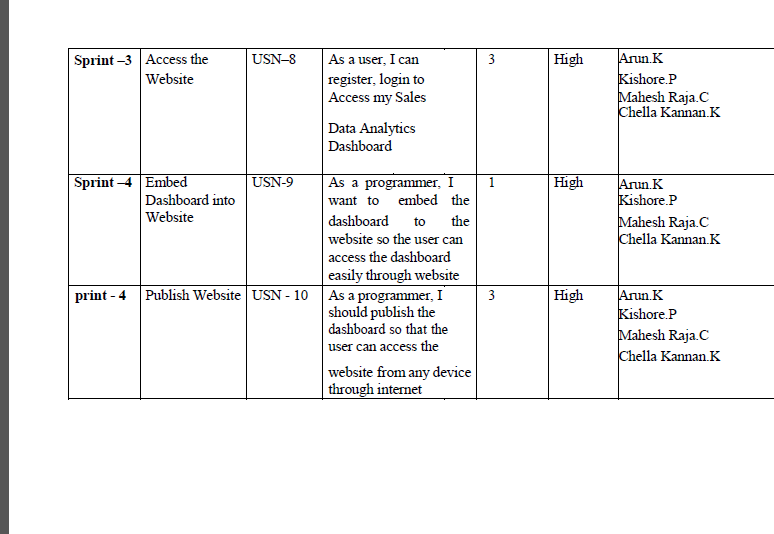 Sprint –3 Access the USN–8 As a user, I can 3 High Arun.K
Website register, login to Kishore.P
Access my Sales Mahesh Raja.C
Chella Kannan.K
Data Analytics
Dashboard
Sprint –4 Embed USN-9 As a programmer, I 1 High Arun.K
Dashboard into want to embed the Kishore.P
Website dashboard to the Mahesh Raja.C
website so the user can Chella Kannan.K
access the dashboard
easily through website
print - 4 Publish Website USN - 10 As a programmer, I 3 High Arun.K
should publish the Kishore.P
dashboard so that the Mahesh Raja.C
user can access the Chella Kannan.K
website from any device
through internet